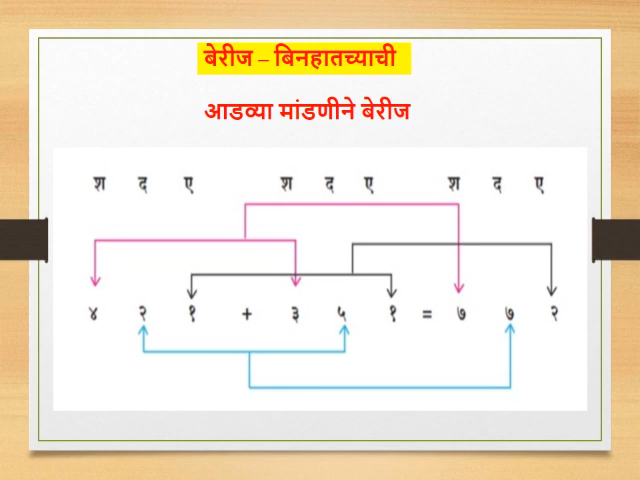 बेरीज – बिनहातच्याची
आडव्या मांडणीने बेरीज
श द ए श द ए श द ए
४ २ १ + ३ ५ १ = ७ ७ २